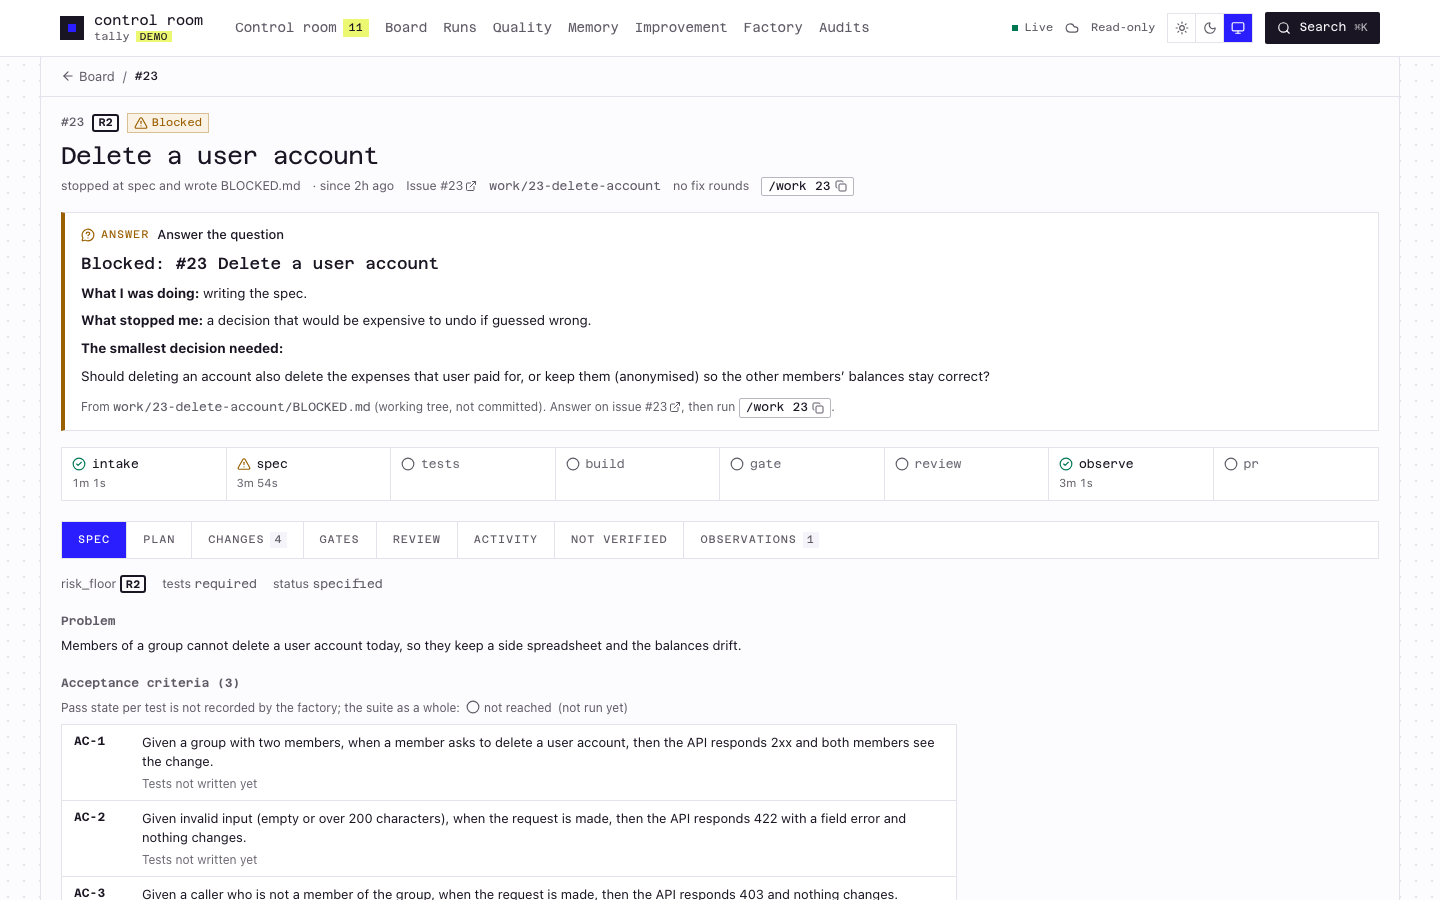 control room
tally DEMO
Control room 11 Board Runs Quality Memory Improvement Factory Audits
Live Read-only
Search ⌘K
Board / #23
#23 R2 Blocked
Delete a user account
stopped at spec and wrote BLOCKED.md · since 2h ago Issue #23 work/23-delete-account no fix rounds /work 23
ANSWER Answer the question
Blocked: #23 Delete a user account
What I was doing: writing the spec.
What stopped me: a decision that would be expensive to undo if guessed wrong.
The smallest decision needed:
Should deleting an account also delete the expenses that user paid for, or keep them (anonymised) so the other members’ balances stay correct?
From work/23-delete-account/BLOCKED.md (working tree, not committed). Answer on issue #23, then run /work 23.
intake spec tests build gate review observe pr
1m 1s 3m 54s 3m 1s
SPEC PLAN CHANGES 4 GATES REVIEW ACTIVITY NOT VERIFIED OBSERVATIONS 1
risk_floor R2 tests required status specified
Problem
Members of a group cannot delete a user account today, so they keep a side spreadsheet and the balances drift.
Acceptance criteria (3)
Pass state per test is not recorded by the factory; the suite as a whole: not reached (not run yet)
AC-1 Given a group with two members, when a member asks to delete a user account, then the API responds 2xx and both members see
the change.
Tests not written yet
AC-2 Given invalid input (empty or over 200 characters), when the request is made, then the API responds 422 with a field error and
nothing changes.
Tests not written yet
AC-3 Given a caller who is not a member of the group, when the request is made, then the API responds 403 and nothing changes.